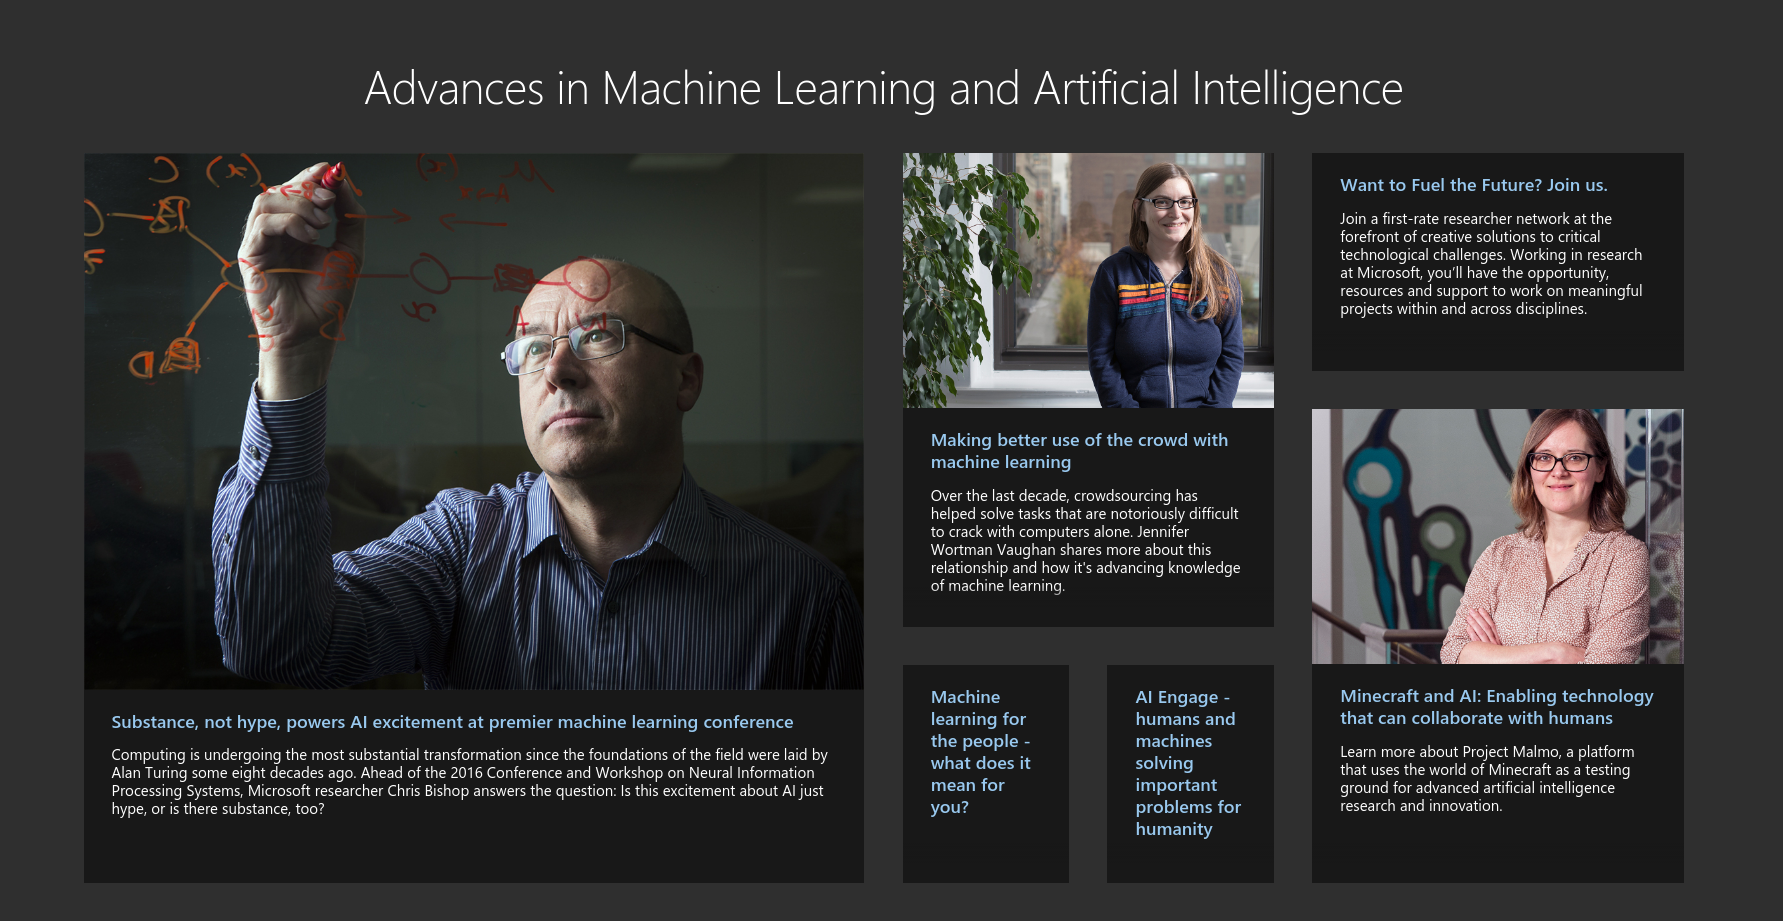 Advances in Machine Learning and Artificial Intelligence
Substance, not hype, powers AI excitement at premier machine learning conference
Computing is undergoing the most substantial transformation since the foundations of the field were laid by
Alan Turing some eight decades ago. Ahead of the 2016 Conference and Workshop on Neural Information
Processing Systems, Microsoft researcher Chris Bishop answers the question: Is this excitement about AI just
hype, or is there substance, too?
Making better use of the crowd with
machine learning
Over the last decade, crowdsourcing has
helped solve tasks that are notoriously difficult
to crack with computers alone. Jennifer
Wortman Vaughan shares more about this
relationship and how it's advancing knowledge
of machine learning.
Machine
learning for
the people -
what does it
mean for
you?
AI Engage -
humans and
machines
solving
important
problems for
humanity
Want to Fuel the Future? Join us.
Join a first-rate researcher network at the
forefront of creative solutions to critical
technological challenges. Working in research
at Microsoft, you’ll have the opportunity,
resources and support to work on meaningful
projects within and across disciplines.
Minecraft and AI: Enabling technology
that can collaborate with humans
Learn more about Project Malmo, a platform
that uses the world of Minecraft as a testing
ground for advanced artificial intelligence
research and innovation.